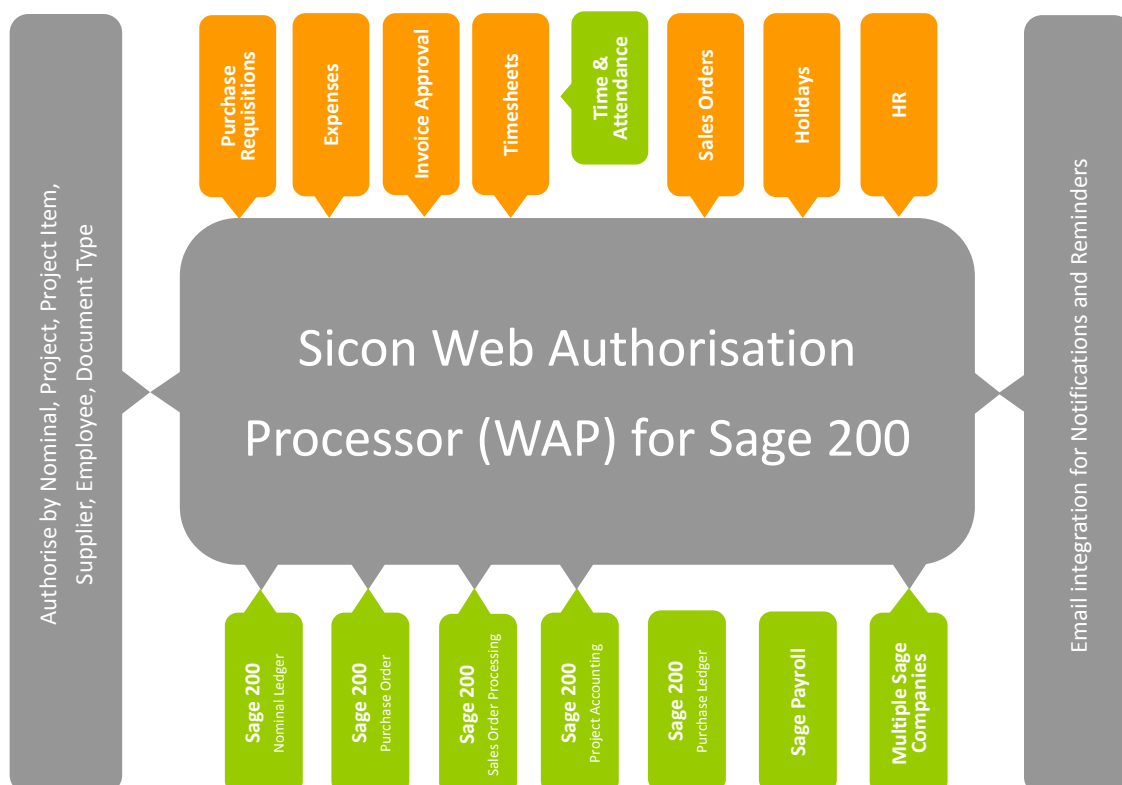 Authorise by Nominal, Project, Project Item,
Supplier, Employee, Document Type
Purchase
Requisitions
Expenses
Invoice Approval
Timesheets
Time &
Attendance
Sales Orders
Holidays
HR
Sicon Web Authorisation
Processor (WAP) for Sage 200
Sage 200
Nominal Ledger
Sage 200
Purchase Order
Sage 200
Sales Order Processing
Sage 200
Project Accounting
Sage 200
Purchase Ledger
Sage Payroll
Multiple Sage
Companies
Email integration for Notifications and Reminders